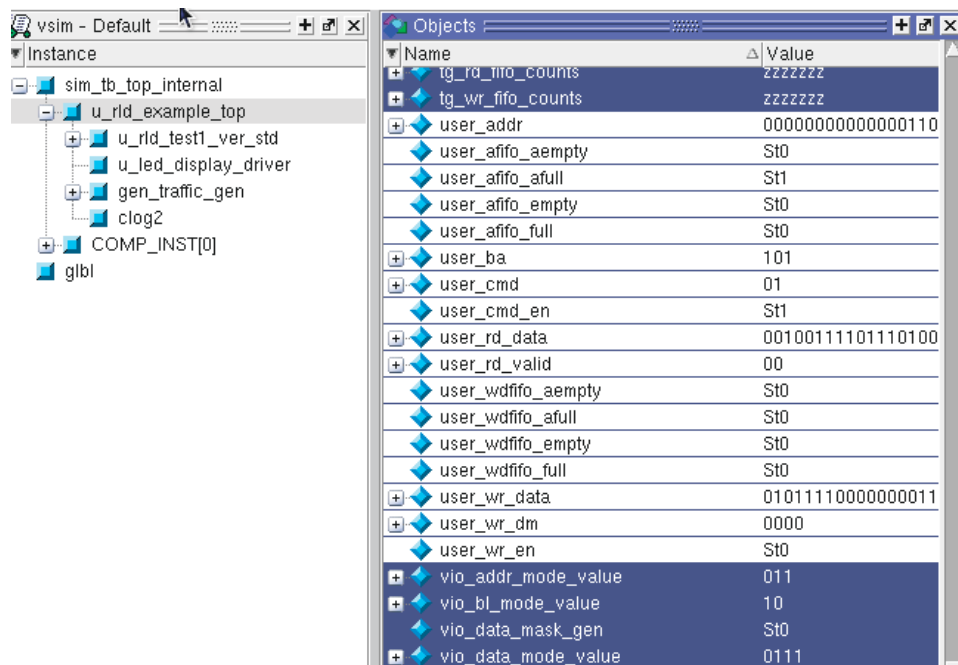 vsim - Default
Instance
sim_tb_top_internal
u_rld_example_top
u_rld_test1_ver_std
u_led_display_driver
gen_traffic_gen
clog2
COMP_INST[0]
glbl
Objects
Name Value
tg_rd_fifo_counts zzzzzzz
tg_wr_fifo_counts zzzzzzz
user_addr 00000000000000110
user_afifo_aempty St0
user_afifo_afull St1
user_afifo_empty St0
user_afifo_full St0
user_ba 101
user_cmd 01
user_cmd_en St1
user_rd_data 00100111101110100
user_rd_valid 00
user_wdfifo_aempty St0
user_wdfifo_afull St0
user_wdfifo_empty St0
user_wdfifo_full St0
user_wr_data 01011110000000011
user_wr_dm 0000
user_wr_en St0
vio_addr_mode_value 011
vio_bl_mode_value 10
vio_data_mask_gen St0
vio_data_mode_value 0111